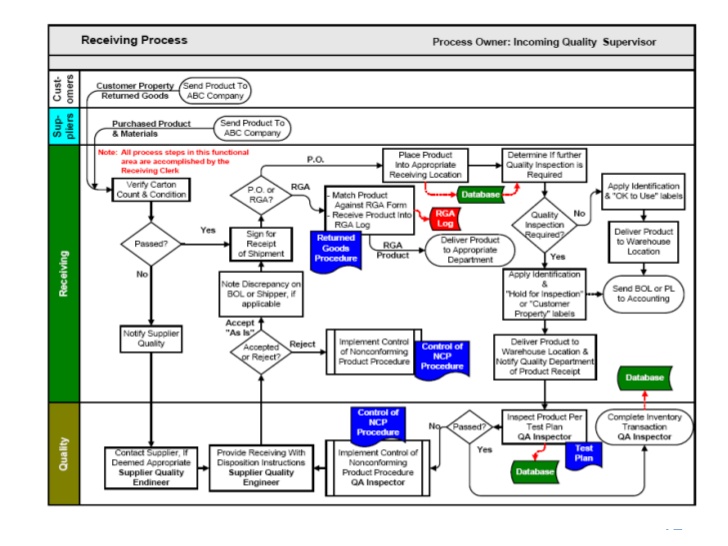 Receiving Process
Process Owner: Incoming Quality Supervisor
Cust-
omers
Customer Property
Returned Goods
Send Product To
ABC Company
Sup-
pliers
Purchased Product
& Materials
Send Product To
ABC Company
Receiving
Note: All process steps in this functional
area are accomplished by the
Receiving Clerk
Verify Carton
Count & Condition
Passed?
Yes
No
Notify Supplier
Quality
P.O. or
RGA?
P.O.
RGA
Sign for
Receipt
of Shipment
Note Discrepancy on
BOL or Shipper, if
applicable
Accept
"As Is"
Accepted
or Reject?
Reject
Implement Control
of Nonconforming
Product Procedure
Control of
NCP
Procedure
- Match Product
Against RGA Form
- Receive Product Into
RGA Log
RGA
Log
Returned
Goods
Procedure
RGA
Product
Deliver Product
to Appropriate
Department
Place Product
Into Appropriate
Receiving Location
Database
Determine If further
Quality Inspection is
Required
Quality
Inspection
Required?
No
Yes
Apply Identification
& "OK to Use" labels
Deliver Product
to Warehouse
Location
Send BOL or PL
to Accounting
Apply Identification
&
"Hold for Inspection"
or "Customer
Property" labels
Deliver Product to
Warehouse Location &
Notify Quality Department
of Product Receipt
Database
Quality
Contact Supplier, If
Deemed Appropriate
Supplier Quality
Endineer
Provide Receiving With
Disposition Instructions
Supplier Quality
Engineer
Control of
NCP
Procedure
Implement Control
of Nonconforming
Product Procedure
QA Inspector
No
Passed?
Yes
Inspect Product Per
Test Plan
QA Inspector
Test
Plan
Database
Complete Inventory
Transaction
QA Inspector